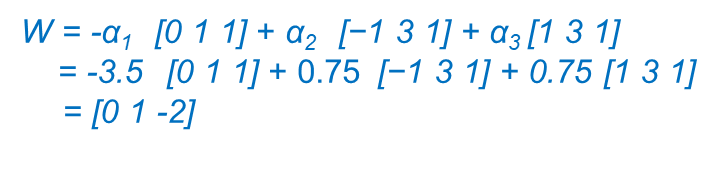 W = -α₁ [0 1 1] + α₂ [−1 3 1] + α₃ [1 3 1]
= -3.5 [0 1 1] + 0.75 [−1 3 1] + 0.75 [1 3 1]
= [0 1 -2]